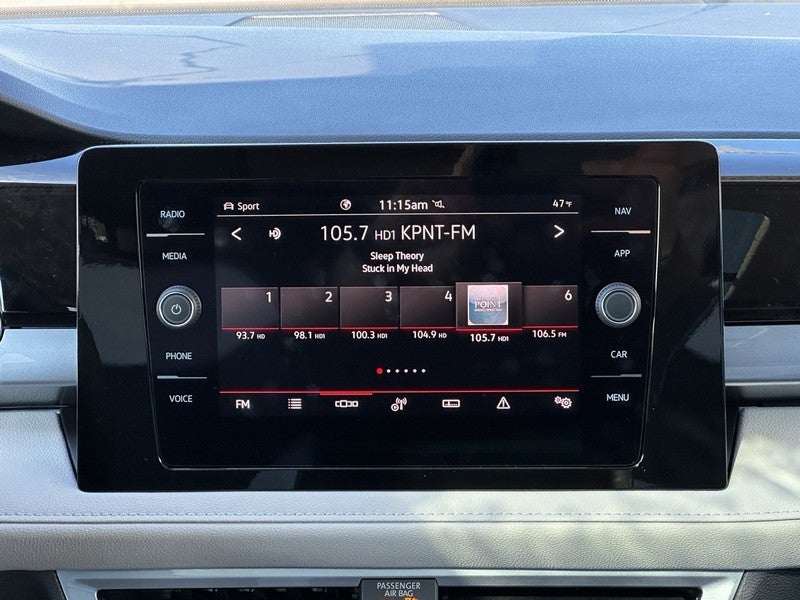 RADIO
MEDIA
PHONE
VOICE
Sport
11:15am
47°F
105.7 HD1 KPNT-FM
Sleep Theory
Stuck in My Head
1
2
3
4
6
POINT
93.7 HD
98.1 HD1
100.3 HD1
104.9 HD
105.7 HD1
106.5 FM
FM
NAV
APP
CAR
MENU
PASSENGER
AIR BAG